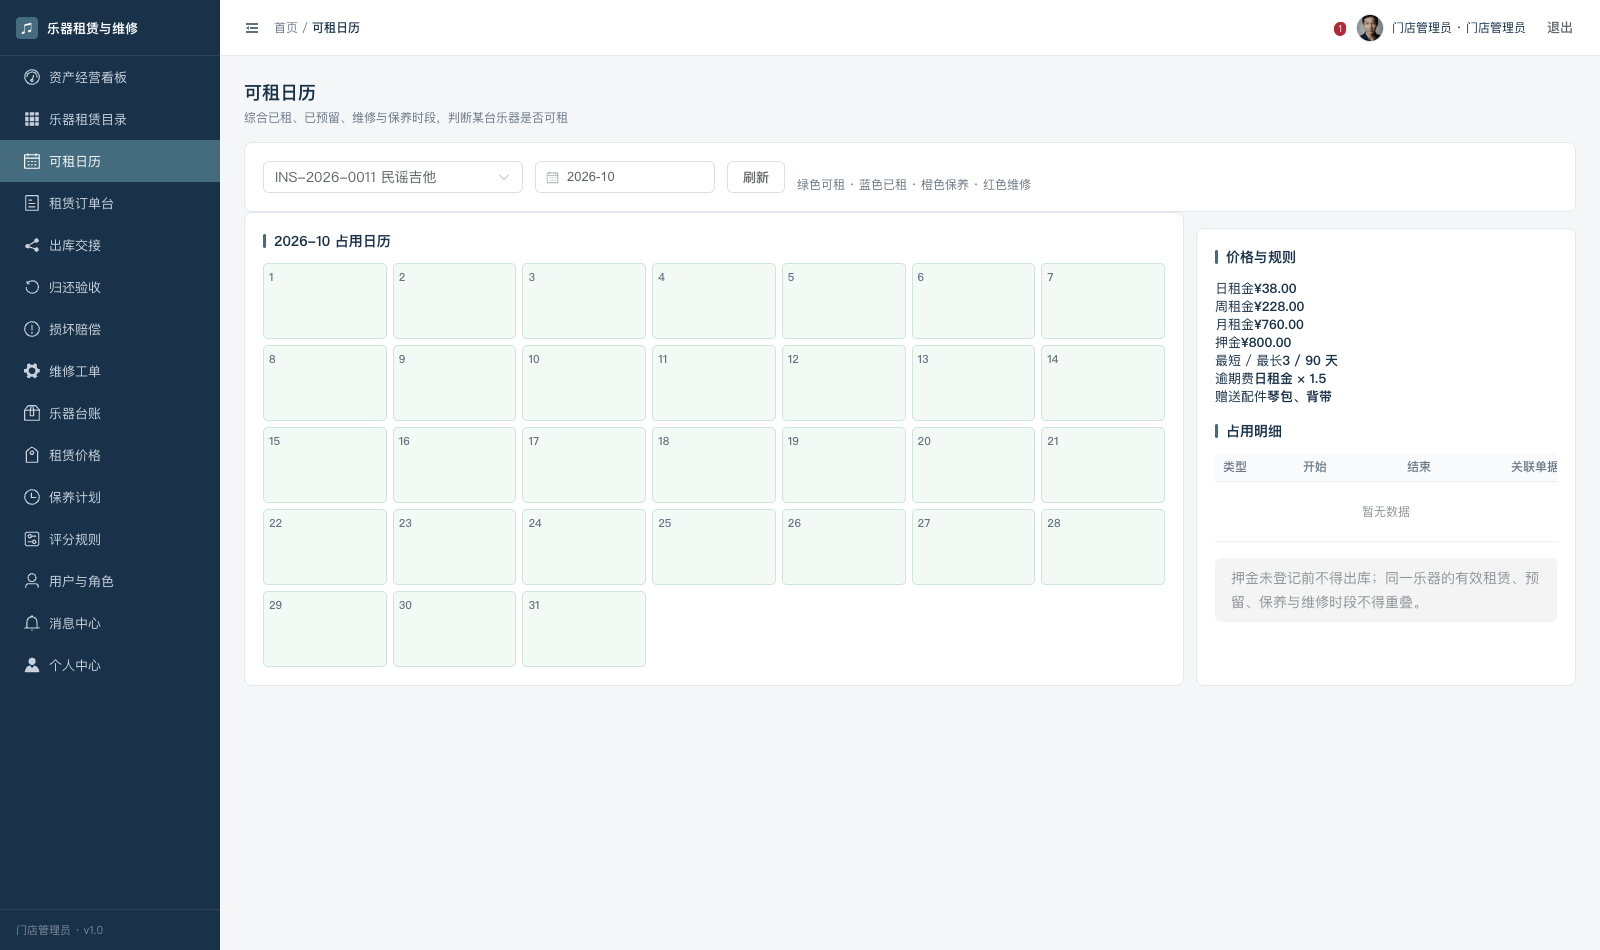 乐器租赁与维修
资产经营看板
乐器租赁目录
可租日历
租赁订单台
出库交接
归还验收
损坏赔偿
维修工单
乐器台账
租赁价格
保养计划
评分规则
用户与角色
消息中心
个人中心
门店管理员 · v1.0
首页 / 可租日历
1
门店管理员 · 门店管理员
退出
可租日历
综合已租、已预留、维修与保养时段，判断某台乐器是否可租
INS-2026-0011 民谣吉他
2026-10
刷新
绿色可租 · 蓝色已租 · 橙色保养 · 红色维修
2026-10 占用日历
1 2 3 4 5 6 7
8 9 10 11 12 13 14
15 16 17 18 19 20 21
22 23 24 25 26 27 28
29 30 31
价格与规则
日租金¥38.00
周租金¥228.00
月租金¥760.00
押金¥800.00
最短 / 最长3 / 90 天
逾期费日租金 × 1.5
赠送配件琴包、背带
占用明细
类型 开始 结束 关联单据
暂无数据
押金未登记前不得出库；同一乐器的有效租赁、预
留、保养与维修时段不得重叠。